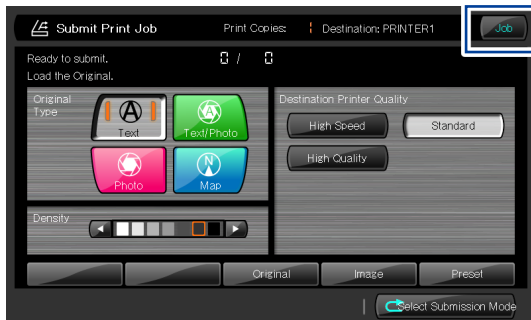 Submit Print Job
Print Copies:
Destination: PRINTER1
Job
Ready to submit.
0 / 0
Load the Original.
Original Type
Text
Text/Photo
Photo
Map
Density
Destination Printer Quality
High Speed
Standard
High Quality
Original
Image
Preset
Select Submission Mode